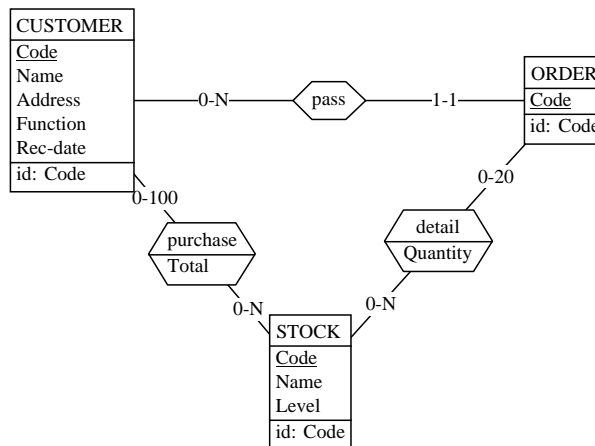 CUSTOMER
Code
Name
Address
Function
Rec-date
id: Code
0-N
pass
1-1
ORDER
Code
id: Code
0-100
purchase
Total
0-N
0-20
detail
Quantity
0-N
STOCK
Code
Name
Level
id: Code